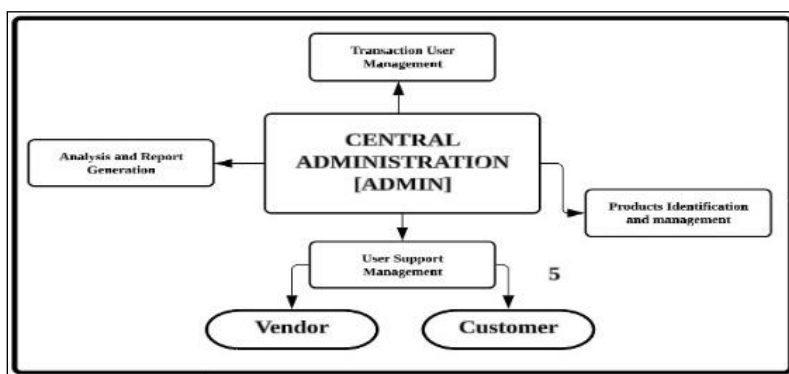 Transaction User
Management
CENTRAL
ADMINISTRATION
[ADMIN]
Analysis and Report
Generation
Products Identification
and management
User Support
Management
5
Vendor
Customer